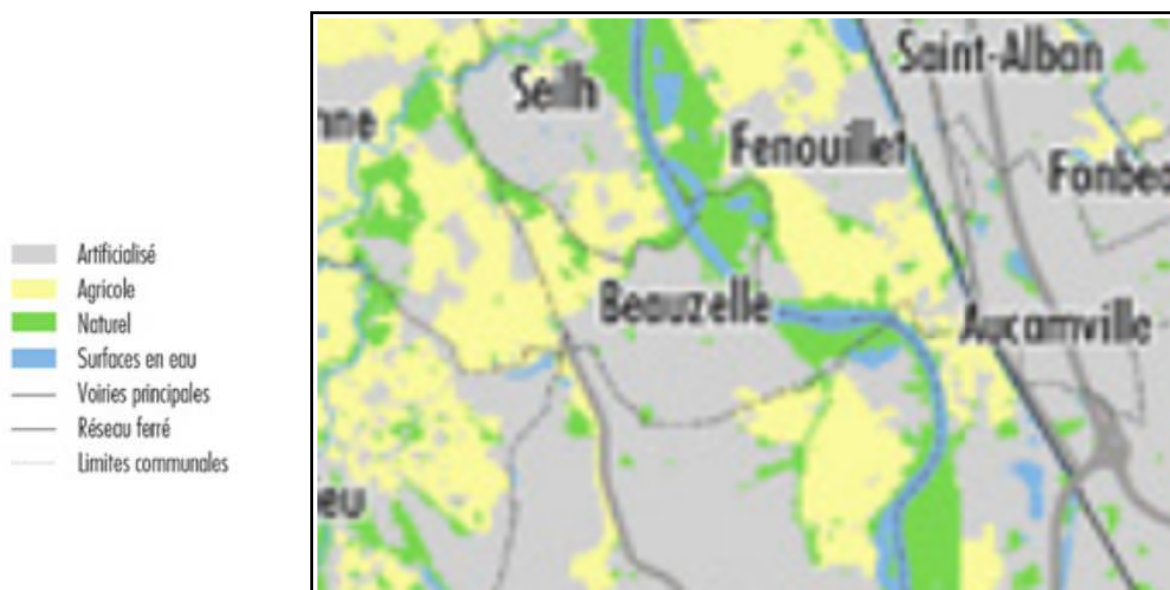 Artificialisé
Agricole
Naturel
Surfaces en eau
Voiries principales
Réseau ferré
Limites communales
Saint-Alban
Seilh
Fenouillet
Beauzelle
Aucamville